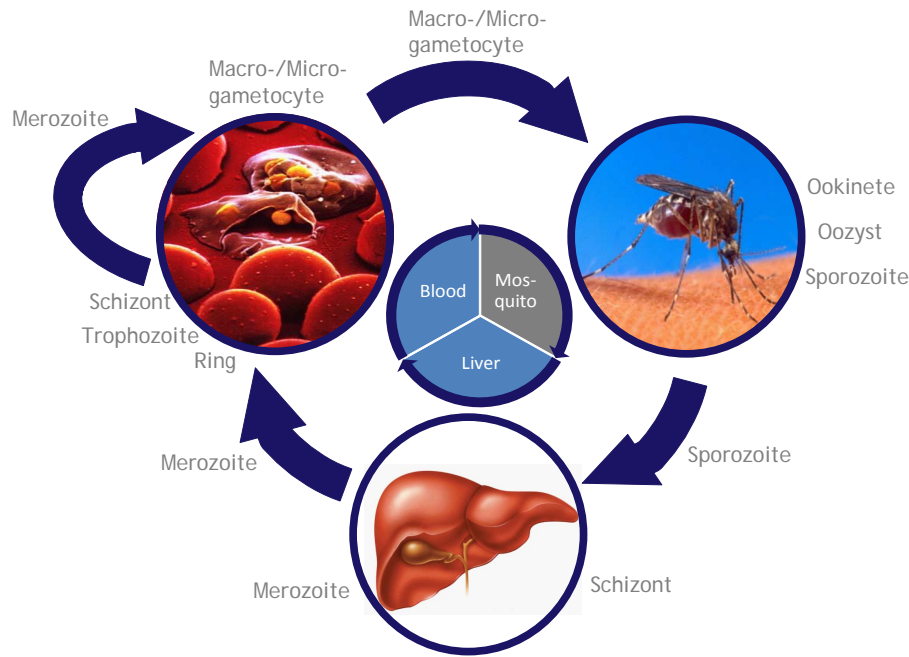 Macro-/Micro-
gametocyte
Macro-/Micro-
gametocyte
Merozoite
Ookinete
Oozyst
Sporozoite
Blood
Mos-
quito
Liver
Schizont
Trophozoite
Ring
Merozoite
Sporozoite
Merozoite
Schizont